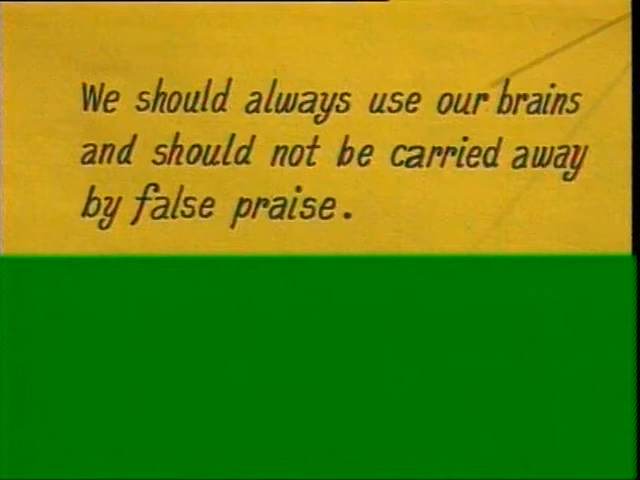 We should always use our brains
and should not be carried away
by false praise.